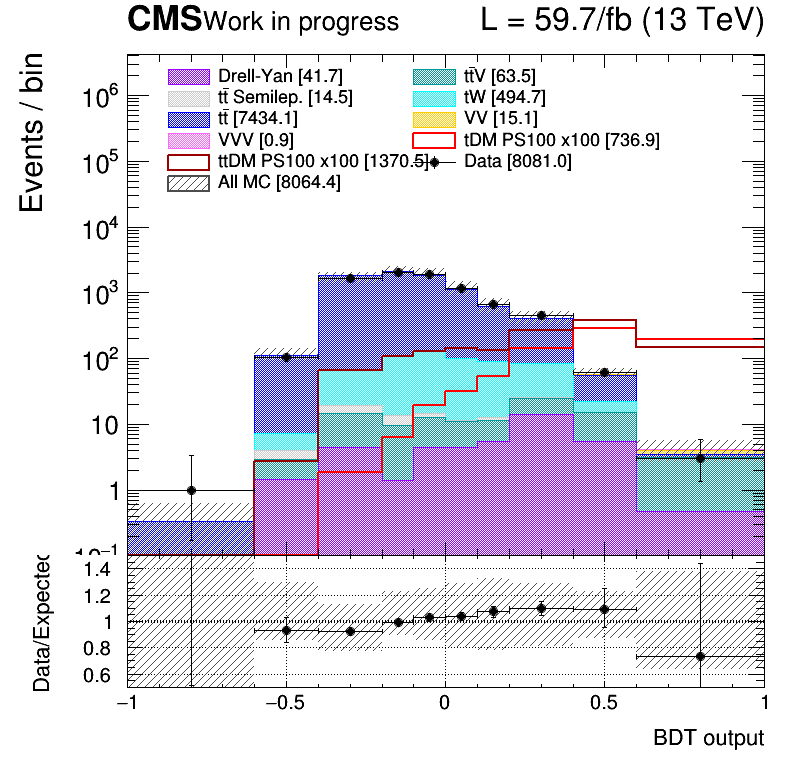 CMS Work in progress L = 59.7/fb (13 TeV)
Events / bin
Drell-Yan [41.7] tt̄V [63.5]
tt̄ Semilep. [14.5] tW [494.7]
tt̄ [7434.1] VV [15.1]
VVV [0.9] tDM PS100 x100 [736.9]
ttDM PS100 x100 [1370.5] Data [8081.0]
All MC [8064.4]
10⁶
10⁵
10⁴
10³
10²
10
1
10⁻¹
Data/Expected
1.4
1.2
1
0.8
0.6
−1 −0.5 0 0.5 1
BDT output